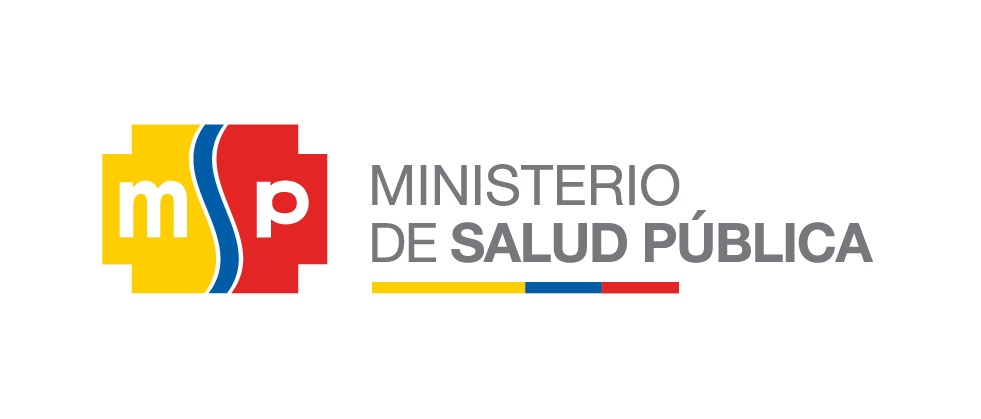 msp
MINISTERIO
DE SALUD PÚBLICA